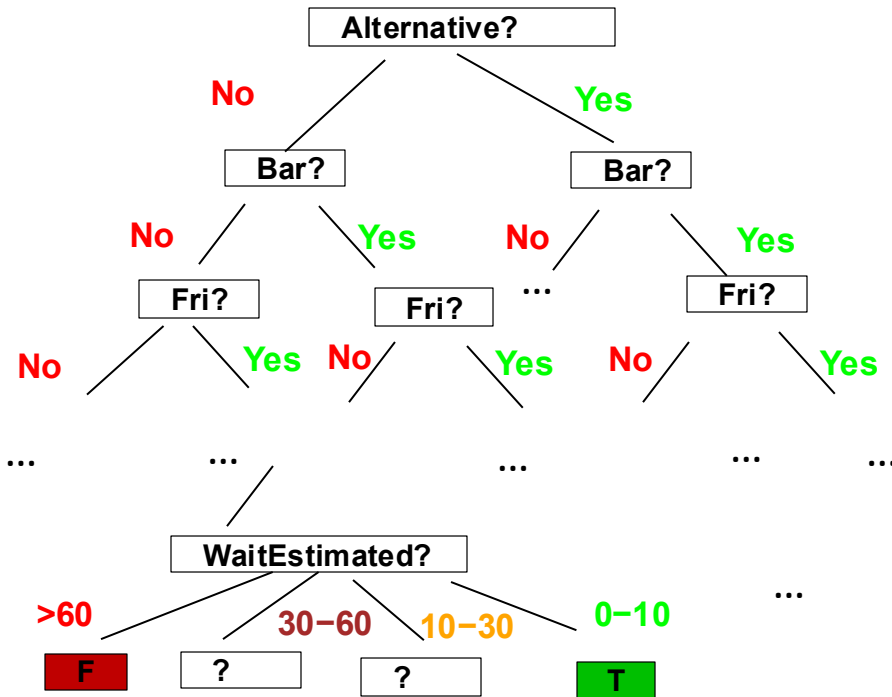 Alternative?
No Yes
Bar? Bar?
No Yes No Yes
Fri? Fri? ... Fri?
No Yes No Yes No Yes
... ... ... ... ...
WaitEstimated?
...
>60 30−60 10−30 0−10
F ? ? T